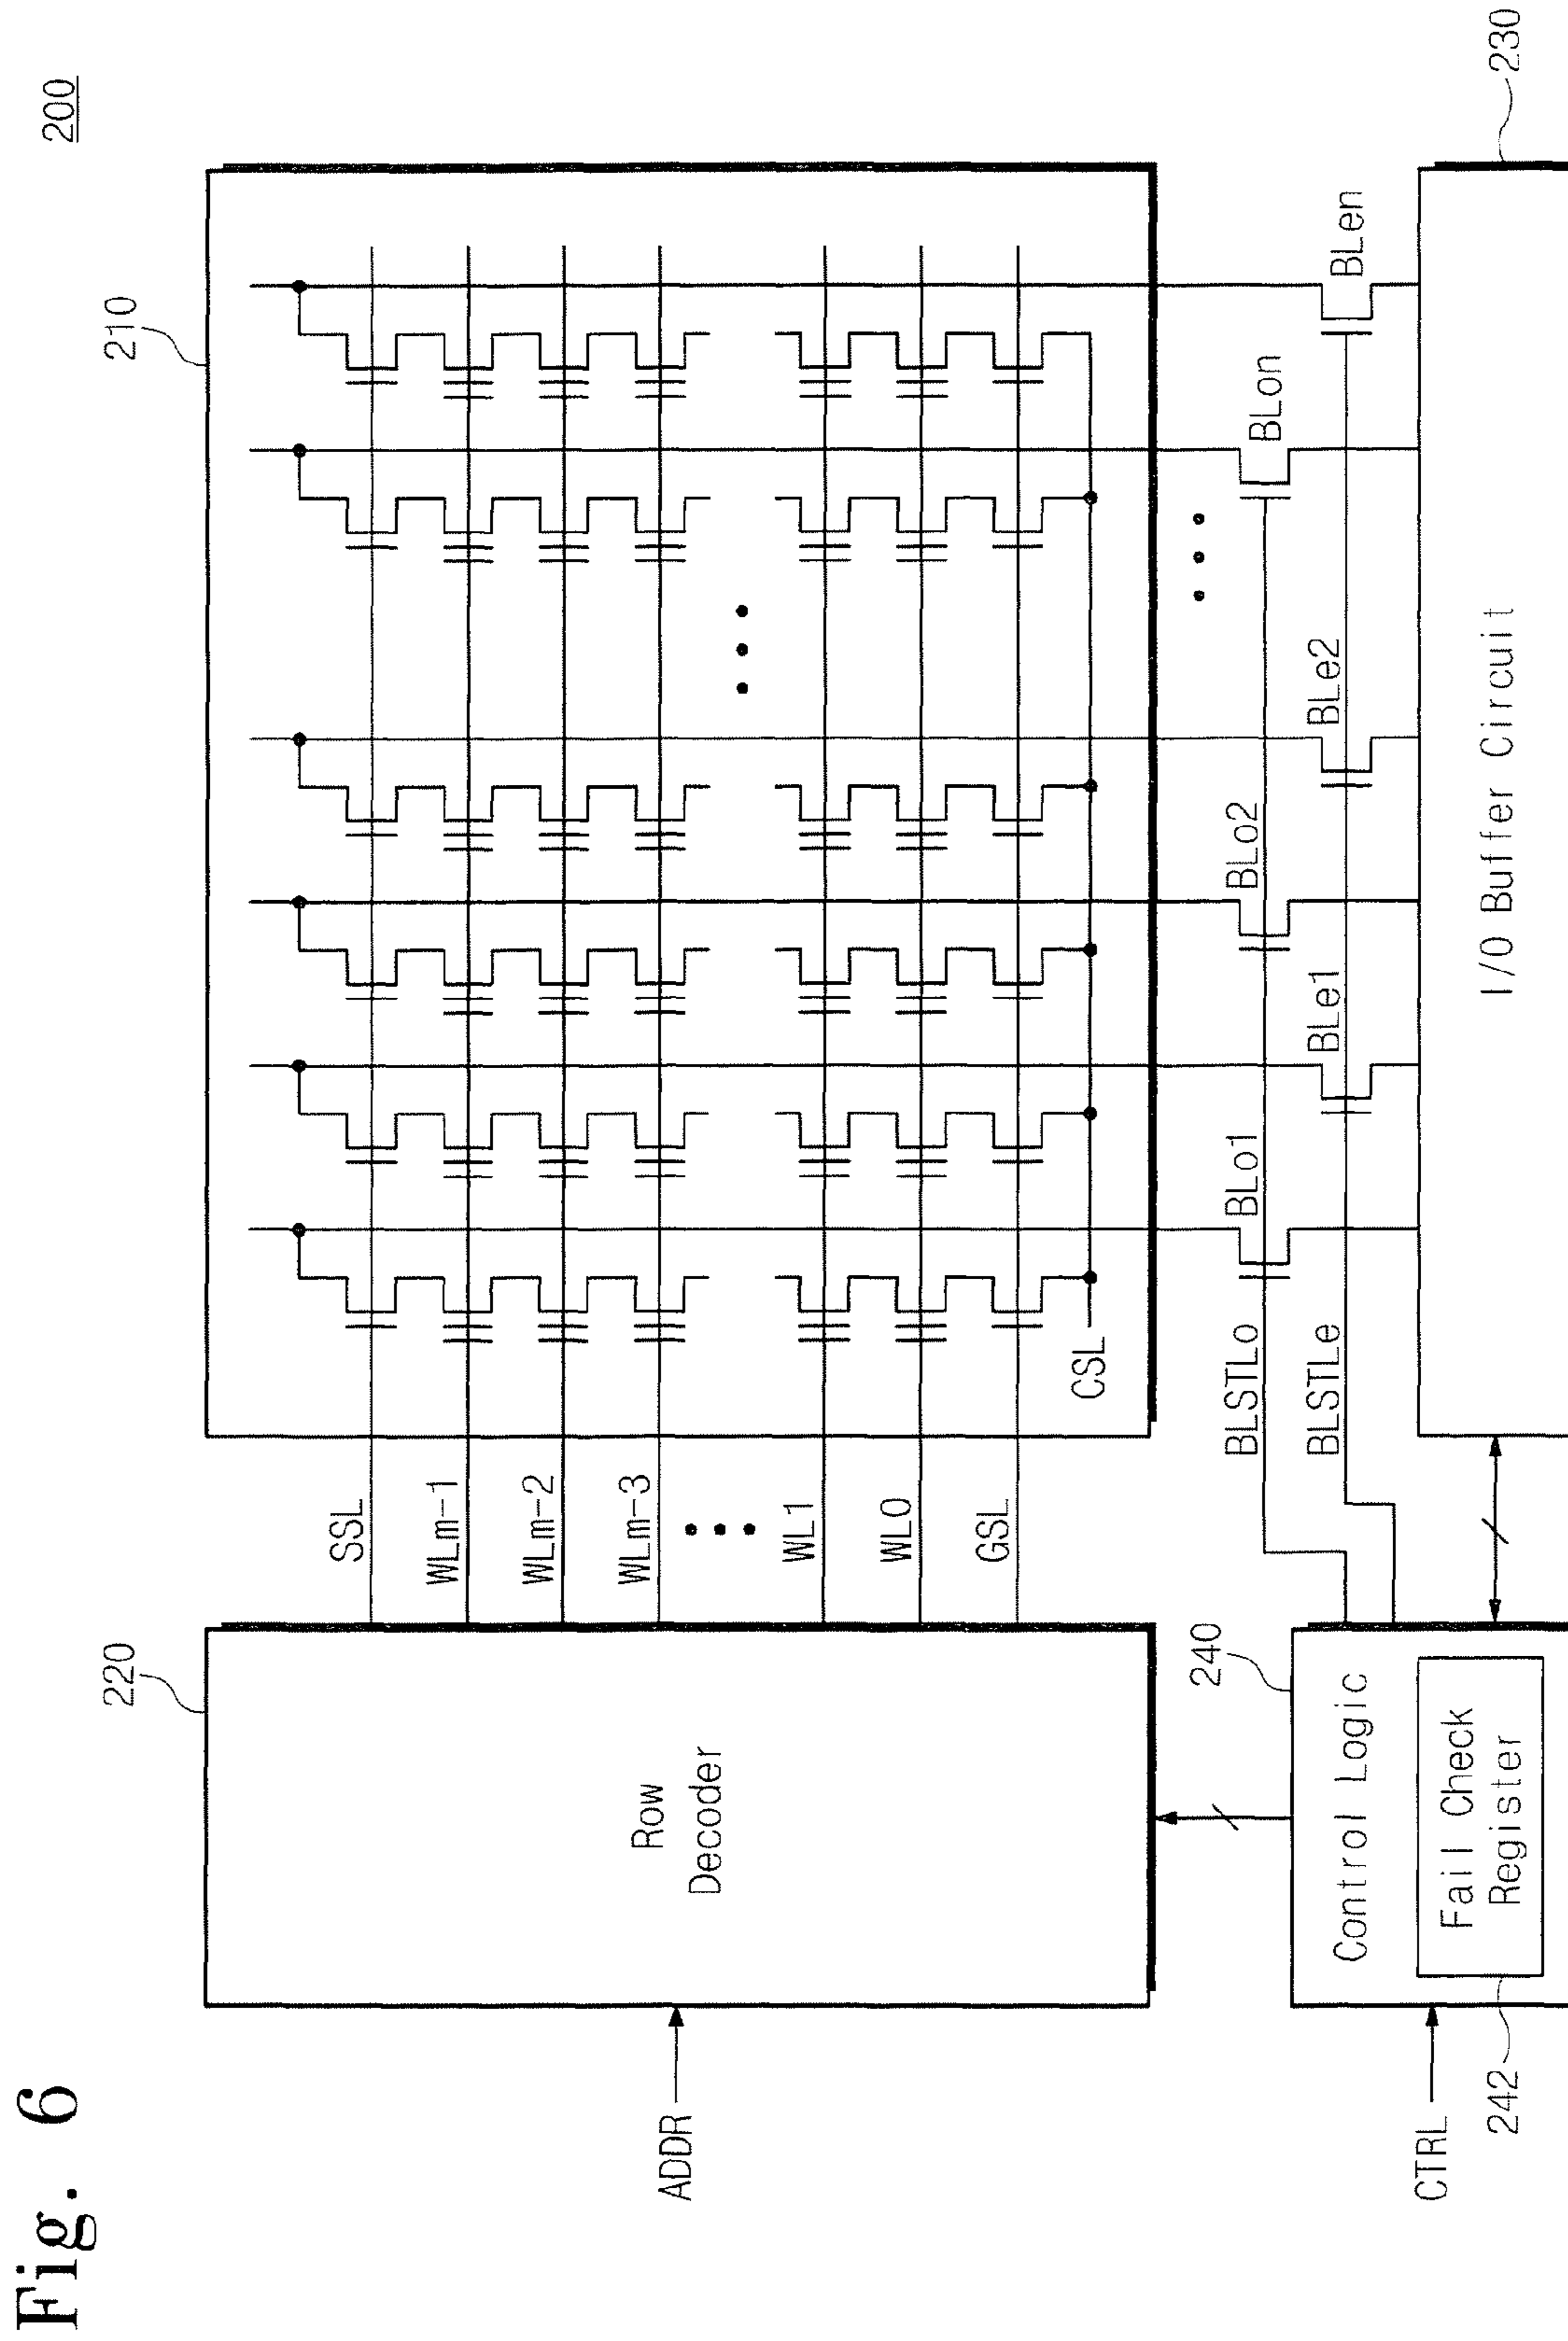 Fig. 6
200
220
210
Row
Decoder
ADDR
SSL
WLm-1
WLm-2
WLm-3
WL1
WL0
GSL
CSL
240
Control Logic
Fail Check
Register
242
CTRL
BLSTLo
BLo1
BLo2
BLon
BLSTLe
BLe1
BLe2
BLen
I/O Buffer Circuit
230